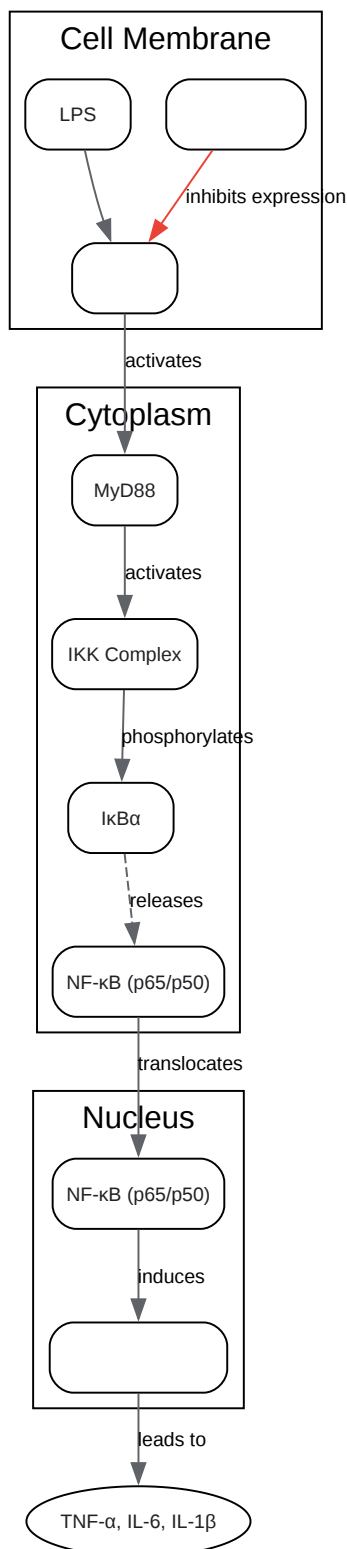 Cell Membrane
LPS
inhibits expression
activates
Cytoplasm
MyD88
activates
IKK Complex
phosphorylates
IκBα
releases
NF-κB (p65/p50)
translocates
Nucleus
NF-κB (p65/p50)
induces
leads to
TNF-α, IL-6, IL-1β